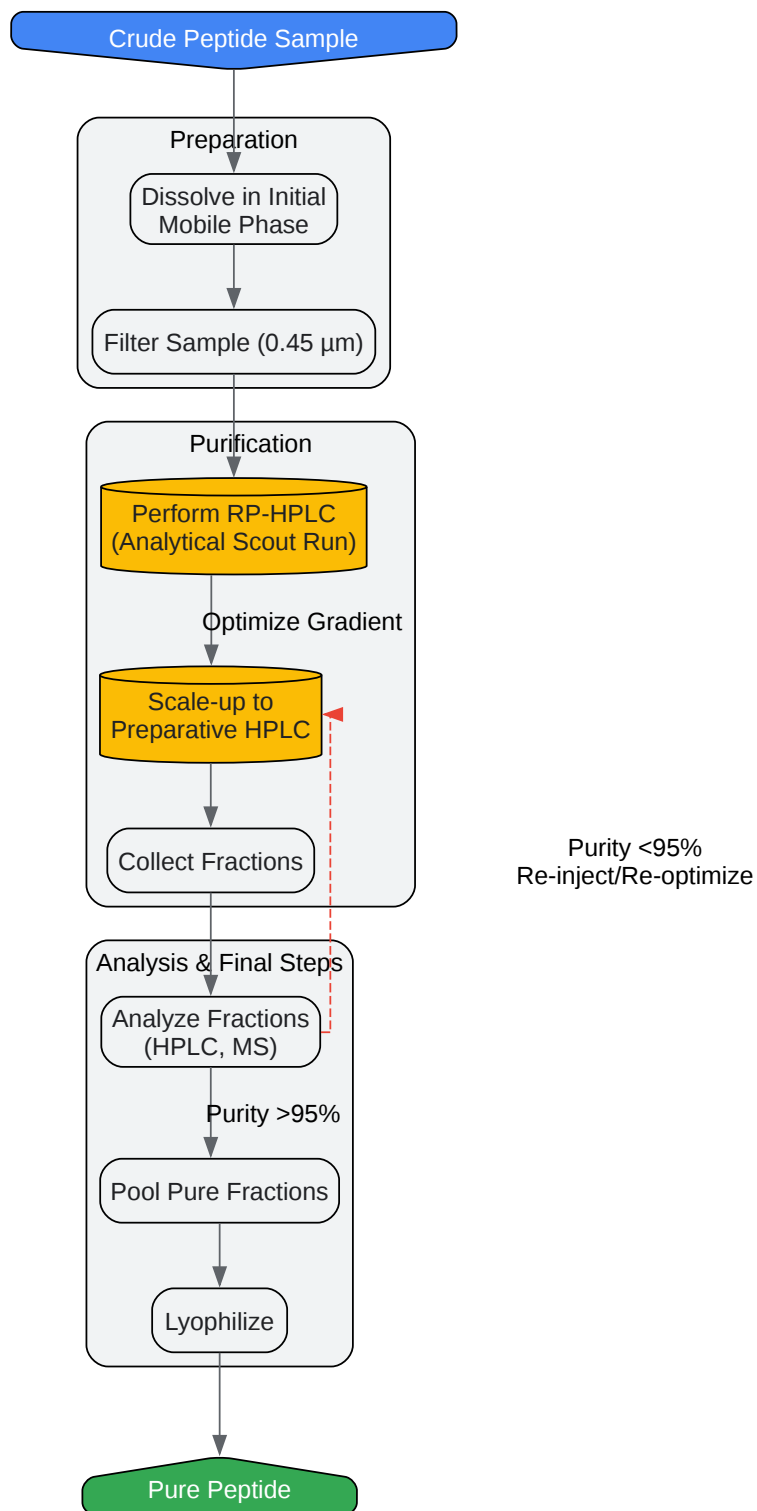 Crude Peptide Sample
Preparation
Dissolve in Initial
Mobile Phase
Filter Sample (0.45 µm)
Purification
Perform RP-HPLC
(Analytical Scout Run)
Optimize Gradient
Scale-up to
Preparative HPLC
Collect Fractions
Purity <95%
Re-inject/Re-optimize
Analysis & Final Steps
Analyze Fractions
(HPLC, MS)
Purity >95%
Pool Pure Fractions
Lyophilize
Pure Peptide